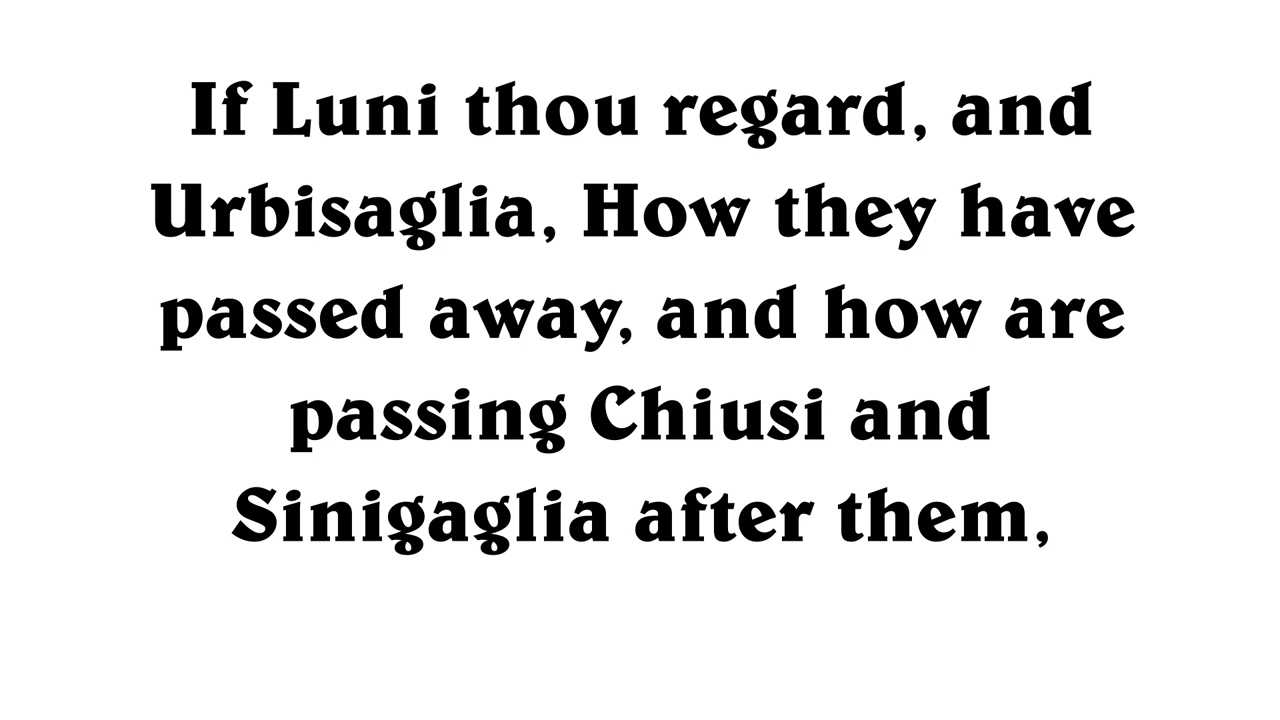 If Luni thou regard, and
Urbisaglia, How they have
passed away, and how are
passing Chiusi and
Sinigaglia after them,